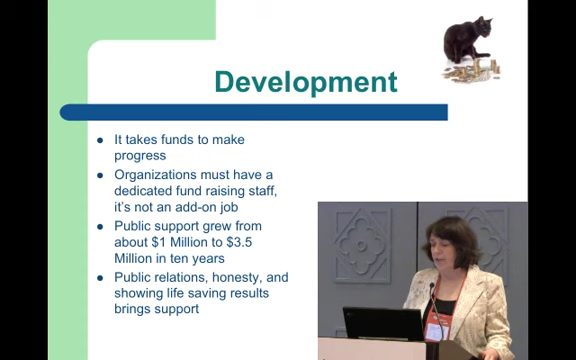 Development
It takes funds to make
progress
Organizations must have a
dedicated fund raising staff,
it's not an add-on job
Public support grew from
about $1 Million to $3.5
Million in ten years
Public relations, honesty, and
showing life saving results
brings support